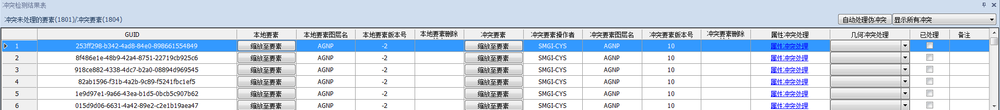 冲突检测结果表
冲突未处理的要素(1801)/冲突要素(1804)
自动处理伪冲突 显示所有冲突
GUID 本地要素 本地要素图层名 本地要素版本号 本地要素删除 冲突要素 冲突要素操作者 冲突要素图层名 冲突要素版本号 冲突要素删除 属性冲突处理 几何冲突处理 已处理 备注
1 253ff298-b342-4ad8-84e0-898661554849 缩放至要素 AGNP -2 缩放至要素 SMGI-CYS AGNP 10 属性冲突处理
2 8f486e1e-48b9-42a4-8751-22719cb925c6 缩放至要素 AGNP -2 缩放至要素 SMGI-CYS AGNP 10 属性冲突处理
3 918ce882-4338-4dc7-b2a0-08894d969545 缩放至要素 AGNP -2 缩放至要素 SMGI-CYS AGNP 10 属性冲突处理
4 82ab1596-f31b-4a2b-9c89-f5241fbc1ef5 缩放至要素 AGNP -2 缩放至要素 SMGI-CYS AGNP 10 属性冲突处理
5 1e9d97e1-9a66-43ea-b1d5-0bcb5c907b62 缩放至要素 AGNP -2 缩放至要素 SMGI-CYS AGNP 10 属性冲突处理
6 015d9d06-6631-4a42-89e2-c2e1b19aea47 缩放至要素 AGNP -2 缩放至要素 SMGI-CYS AGNP 10 属性冲突处理